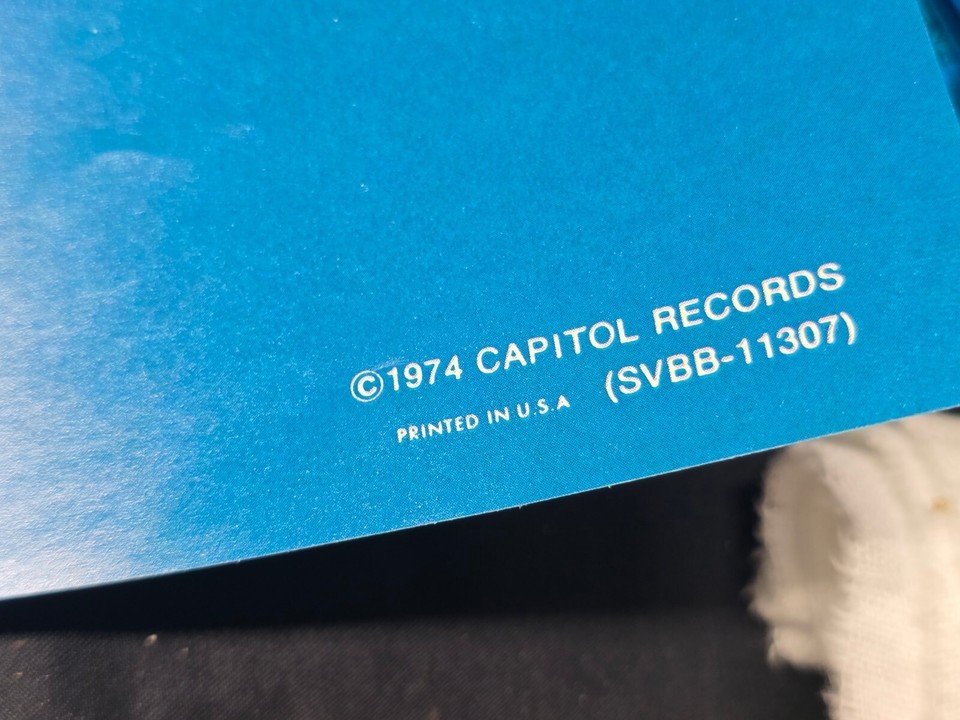 ©1974 CAPITOL RECORDS
PRINTED IN U.S.A (SVBB-11307)